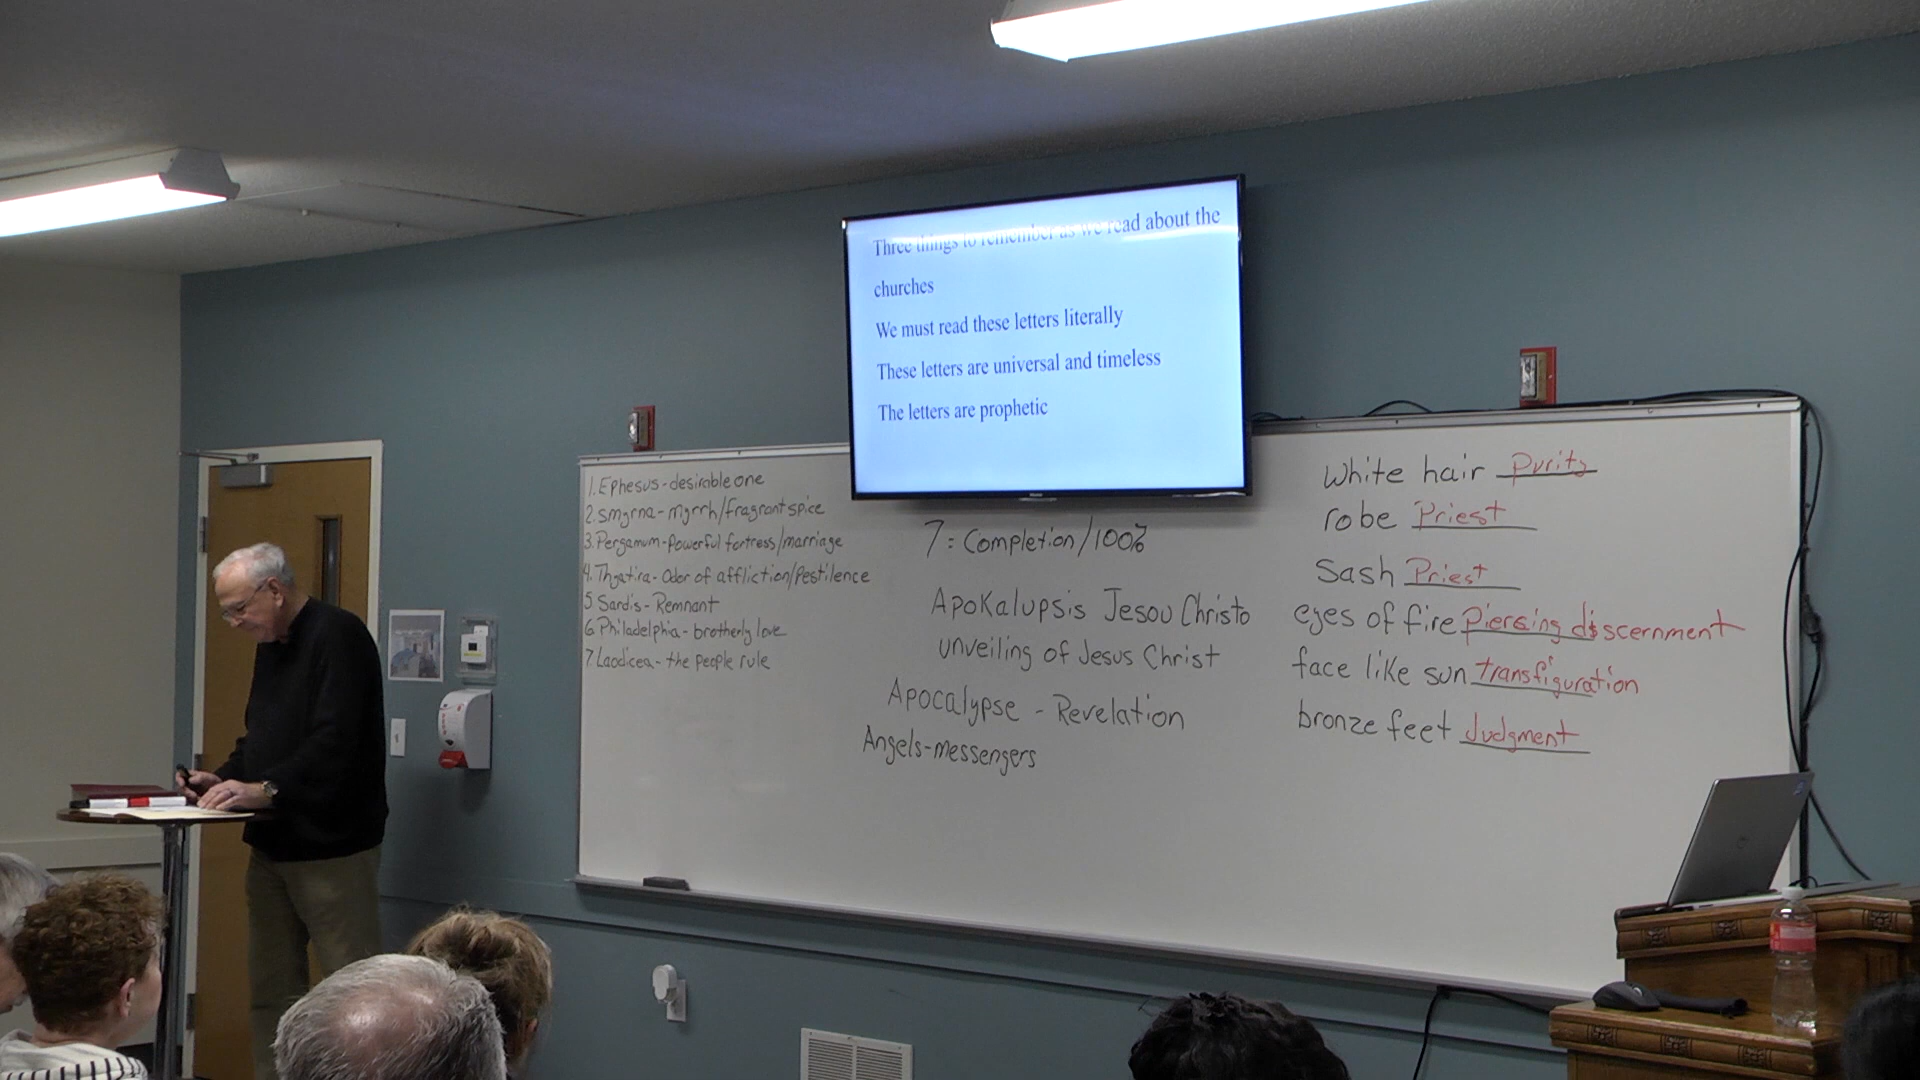 Three things to remember as we read about the
churches
We must read these letters literally
These letters are universal and timeless
The letters are prophetic
1. Ephesus - desirable one
2. Smyrna - myrrh/fragrant spice
3. Pergamum - Powerful fortress/marriage
4. Thyatira - Odor of affliction/Pestilence
5. Sardis - Remnant
6. Philadelphia - brotherly love
7. Laodicea - the people rule
7 : Completion/100%
Apokalupsis Jesou Christo
unveiling of Jesus Christ
Apocalypse - Revelation
Angels - messengers
White hair Purity
robe Priest
Sash Priest
eyes of fire piercing discernment
face like sun transfiguration
bronze feet Judgment